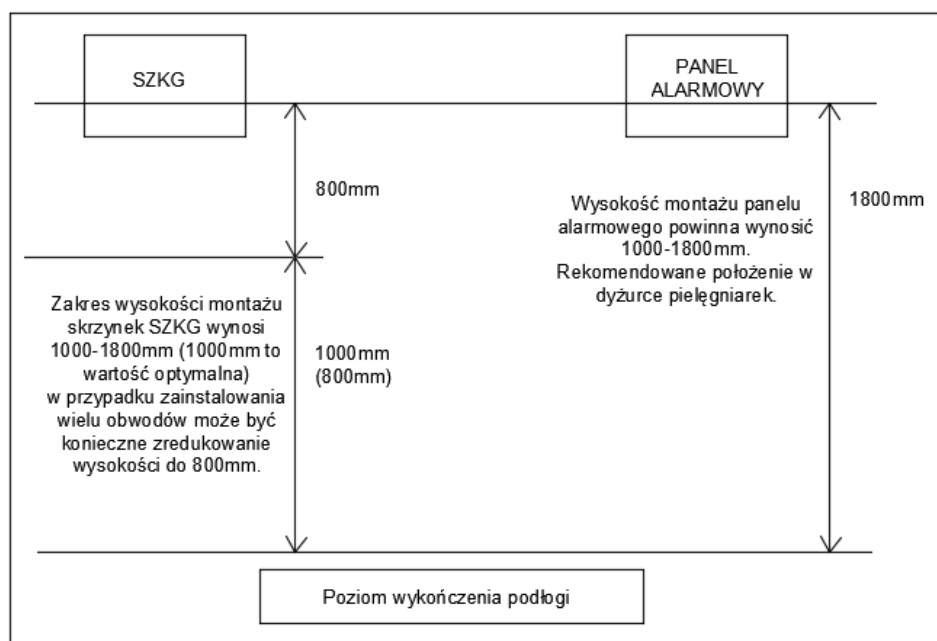 SZKG
PANEL
ALARMOWY
800mm
1800mm
Wysokość montażu panelu
alarmowego powinna wynosić
1000-1800mm.
Rekomendowane położenie w
dyżurce pielęgniarek.
Zakres wysokości montażu
skrzynek SZKG wynosi
1000-1800mm (1000mm to
wartość optymalna)
w przypadku zainstalowania
wielu obwodów może być
konieczne zredukowanie
wysokości do 800mm.
1000mm
(800mm)
Poziom wykończenia podłogi